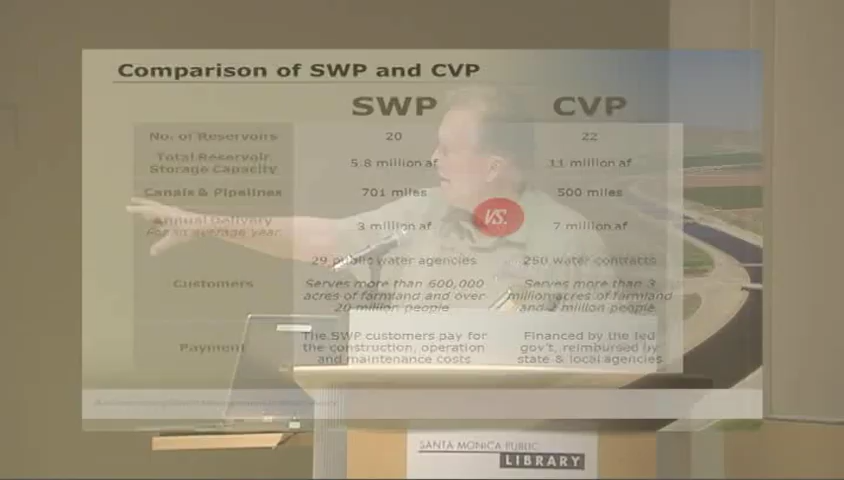 Comparison of SWP and CVP
SWP CVP
No. of Reservoirs 20 22
Total Reservoir
Storage Capacity 5.8 million af 11 million af
Canals & Pipelines 701 miles 500 miles
VS.
Annual Delivery
For an average year 3 million af 7 million af
29 public water agencies 250 water contracts
Customers
Serves more than 600,000
acres of farmland and over
20 million people
Serves more than 3
million acres of farmland
and 2 million people
Payment
The SWP customers pay for
the construction, operation
and maintenance costs
Financed by the fed
gov't, reimbursed by
state & local agencies
SANTA MONICA PUBLIC
LIBRARY